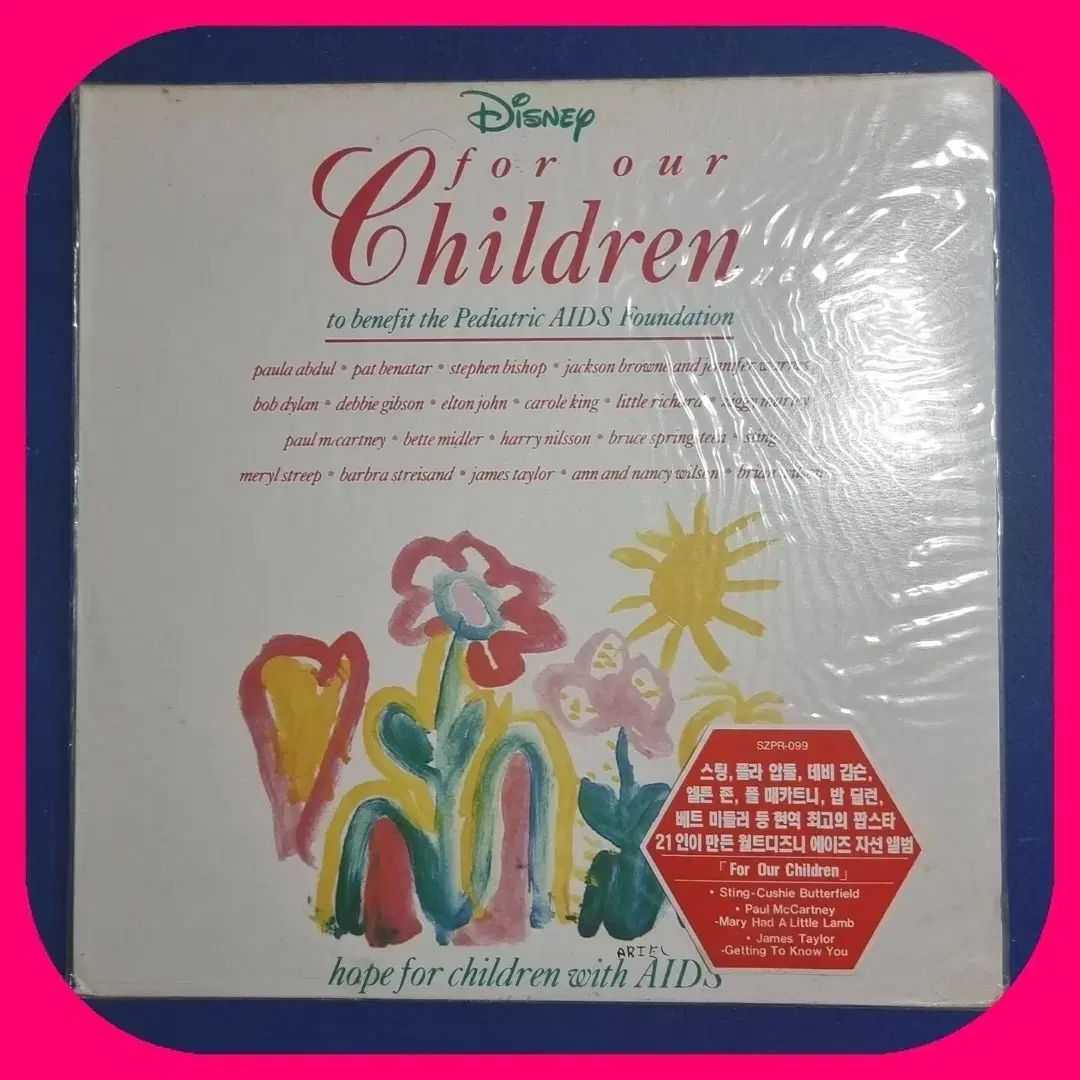 Disney
for our
Children
to benefit the Pediatric AIDS Foundation
paula abdul • pat benatar • stephen bishop • jackson browne and jennifer warnes
bob dylan • debbie gibson • elton john • carole king • little richard • ziggy marley
paul mccartney • bette midler • harry nilsson • bruce springsteen • sting
meryl streep • barbra streisand • james taylor • ann and nancy wilson • brian wilson
SZPR-099
스팅, 폴라 압둘, 데비 깁슨,
엘튼 존, 폴 매카트니, 밥 딜런,
베트 미들러 등 현역 최고의 팝스타
21인이 만든 월트디즈니 에이즈 자선 앨범
「For Our Children」
• Sting-Cushie Butterfield
• Paul McCartney
-Mary Had A Little Lamb
• James Taylor
-Getting To Know You
ARIEL
hope for children with AIDS